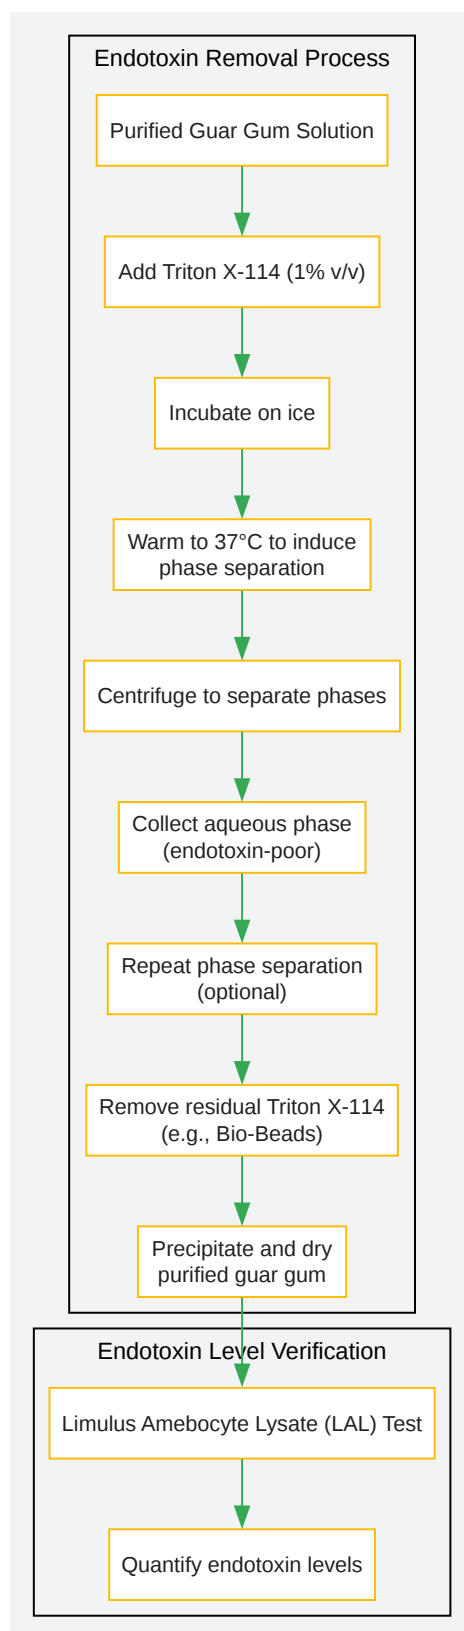 Endotoxin Removal Process
Purified Guar Gum Solution
Add Triton X-114 (1% v/v)
Incubate on ice
Warm to 37°C to induce
phase separation
Centrifuge to separate phases
Collect aqueous phase
(endotoxin-poor)
Repeat phase separation
(optional)
Remove residual Triton X-114
(e.g., Bio-Beads)
Precipitate and dry
purified guar gum
Endotoxin Level Verification
Limulus Amebocyte Lysate (LAL) Test
Quantify endotoxin levels